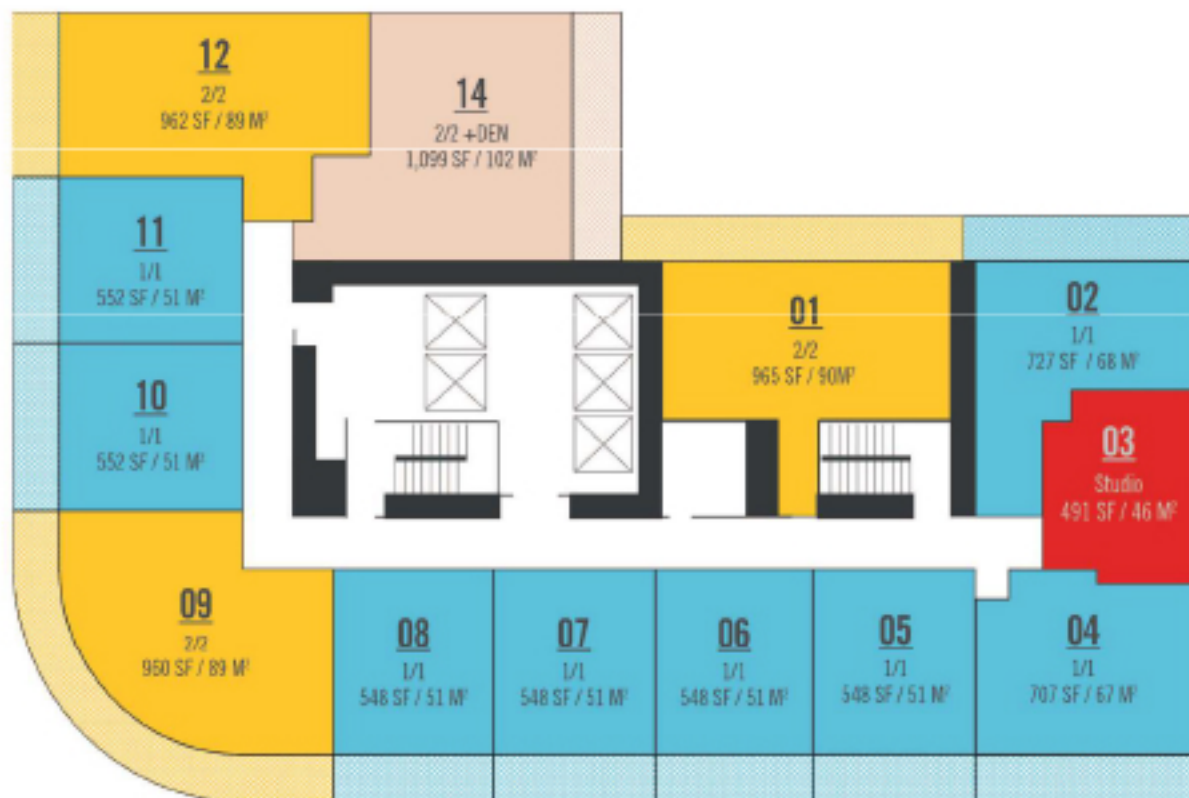 12
2/2
962 SF / 89 M²
14
2/2 +DEN
1,099 SF / 102 M²
11
1/1
552 SF / 51 M²
01
2/2
965 SF / 90M²
02
1/1
727 SF / 68 M²
10
1/1
552 SF / 51 M²
03
Studio
491 SF / 46 M²
09
2/2
960 SF / 89 M²
08
1/1
548 SF / 51 M²
07
1/1
548 SF / 51 M²
06
1/1
548 SF / 51 M²
05
1/1
548 SF / 51 M²
04
1/1
707 SF / 67 M²